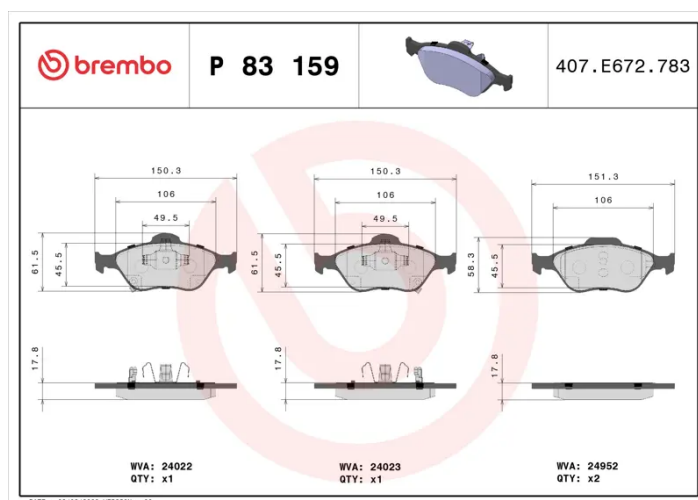 brembo
P 83 159
407.E672.783
150.3
106
49.5
61.5
45.5
150.3
106
49.5
61.5
45.5
151.3
106
58.3
45.5
17.8
17.8
17.8
WVA: 24022
QTY: x1
WVA: 24023
QTY: x1
WVA: 24952
QTY: x2